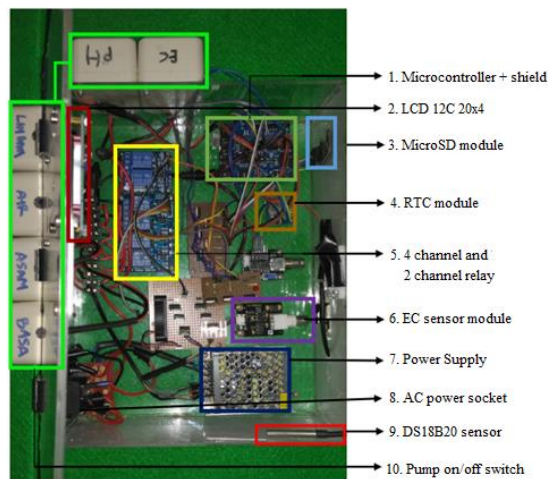 pH
EC
LIMBAH
AIR
ASAM
BASA
1. Microcontroller + shield
2. LCD 12C 20x4
3. MicroSD module
4. RTC module
5. 4 channel and
2 channel relay
6. EC sensor module
7. Power Supply
8. AC power socket
9. DS18B20 sensor
10. Pump on/off switch